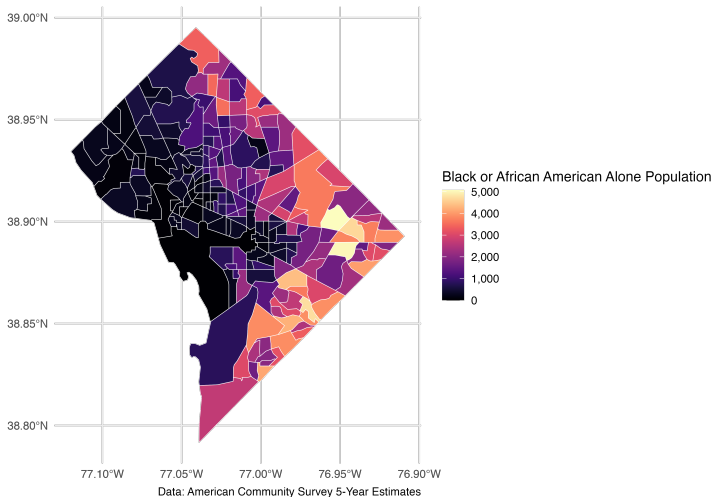 39.00°N
38.95°N
38.90°N
38.85°N
38.80°N
77.10°W
77.05°W
77.00°W
76.95°W
76.90°W
Black or African American Alone Population
5,000
4,000
3,000
2,000
1,000
0
Data: American Community Survey 5-Year Estimates